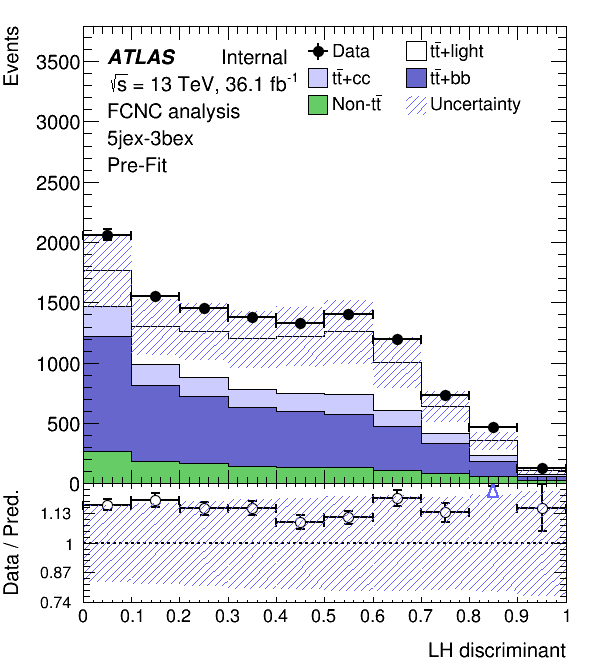 Events
3500
3000
2500
2000
1500
1000
500
0
ATLAS Internal
√s = 13 TeV, 36.1 fb⁻¹
FCNC analysis
5jex-3bex
Pre-Fit
Data
tt̄+light
tt̄+cc
tt̄+bb
Non-tt̄
Uncertainty
Data / Pred.
1.13
1
0.87
0.74
0 0.1 0.2 0.3 0.4 0.5 0.6 0.7 0.8 0.9 1
LH discriminant